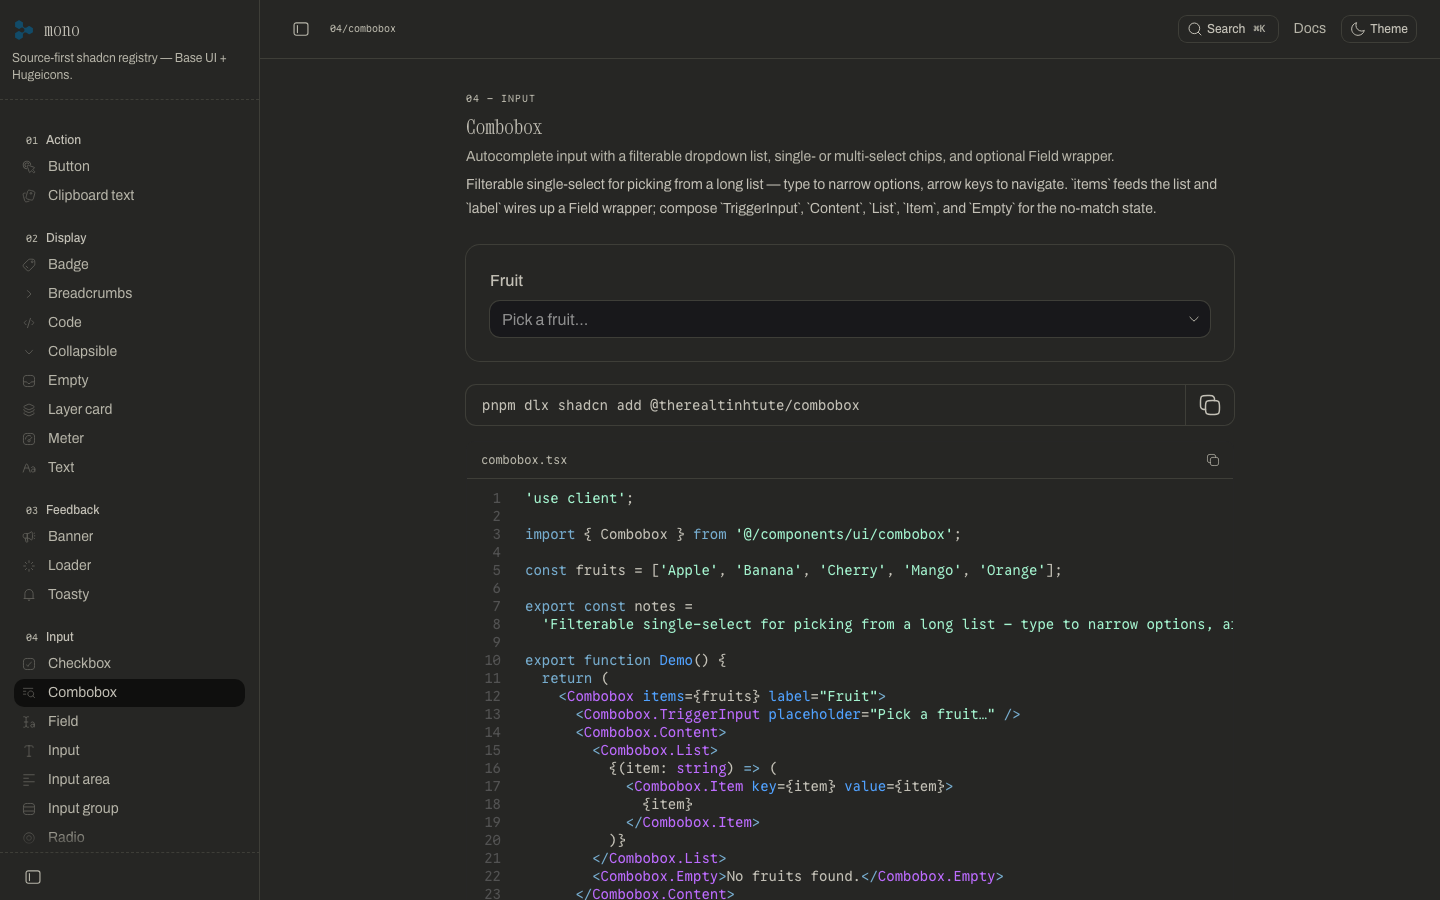 mono
Source-first shadcn registry — Base UI +
Hugeicons.
01 Action
Button
Clipboard text
02 Display
Badge
Breadcrumbs
Code
Collapsible
Empty
Layer card
Meter
Text
03 Feedback
Banner
Loader
Toasty
04 Input
Checkbox
Combobox
Field
Input
Input area
Input group
Radio
04/combobox
Search ⌘K
Docs
Theme
04 — INPUT
Combobox
Autocomplete input with a filterable dropdown list, single- or multi-select chips, and optional Field wrapper.
Filterable single-select for picking from a long list — type to narrow options, arrow keys to navigate. `items` feeds the list and
`label` wires up a Field wrapper; compose `TriggerInput`, `Content`, `List`, `Item`, and `Empty` for the no-match state.
Fruit
Pick a fruit…
pnpm dlx shadcn add @therealtinhtute/combobox
combobox.tsx
1 'use client';
2
3 import { Combobox } from '@/components/ui/combobox';
4
5 const fruits = ['Apple', 'Banana', 'Cherry', 'Mango', 'Orange'];
6
7 export const notes =
8 'Filterable single-select for picking from a long list — type to narrow options,
9
10 export function Demo() {
11 return (
12 <Combobox items={fruits} label="Fruit">
13 <Combobox.TriggerInput placeholder="Pick a fruit…" />
14 <Combobox.Content>
15 <Combobox.List>
16 {(item: string) => (
17 <Combobox.Item key={item} value={item}>
18 {item}
19 </Combobox.Item>
20 )}
21 </Combobox.List>
22 <Combobox.Empty>No fruits found.</Combobox.Empty>
23 </Combobox.Content>